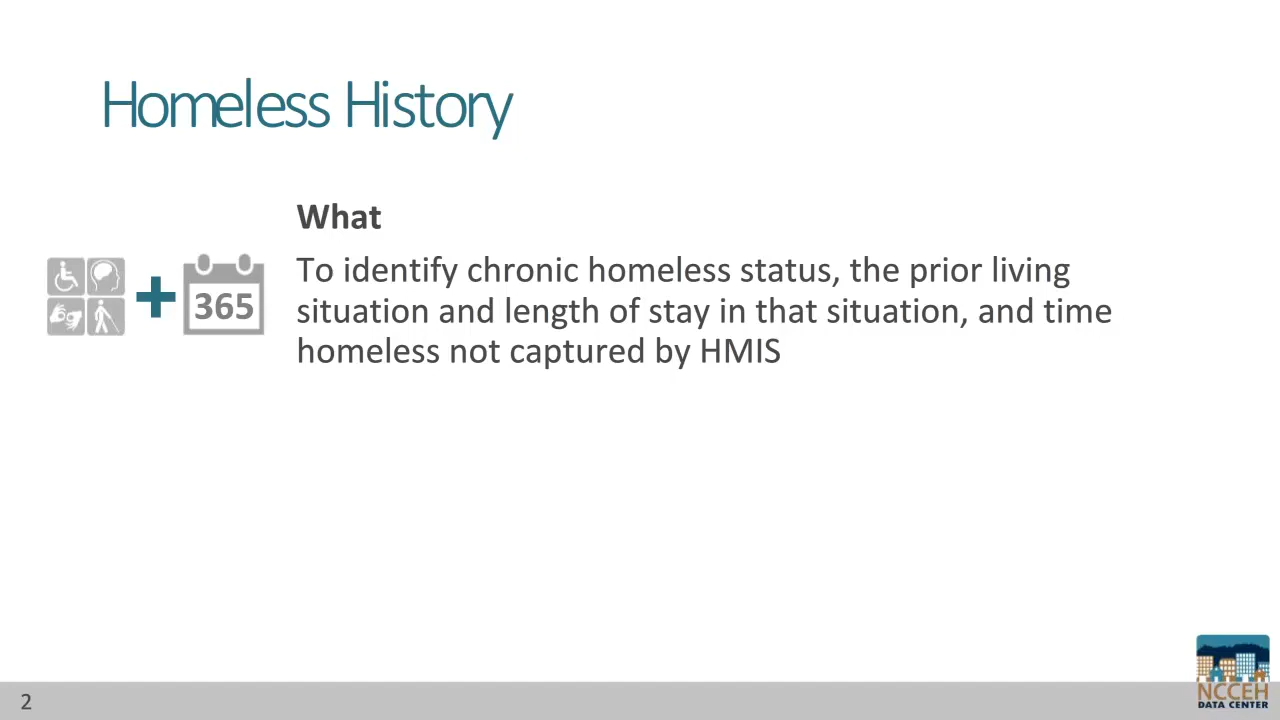 Homeless History
What
To identify chronic homeless status, the prior living
situation and length of stay in that situation, and time
homeless not captured by HMIS
365
2
NCCEH
DATA CENTER